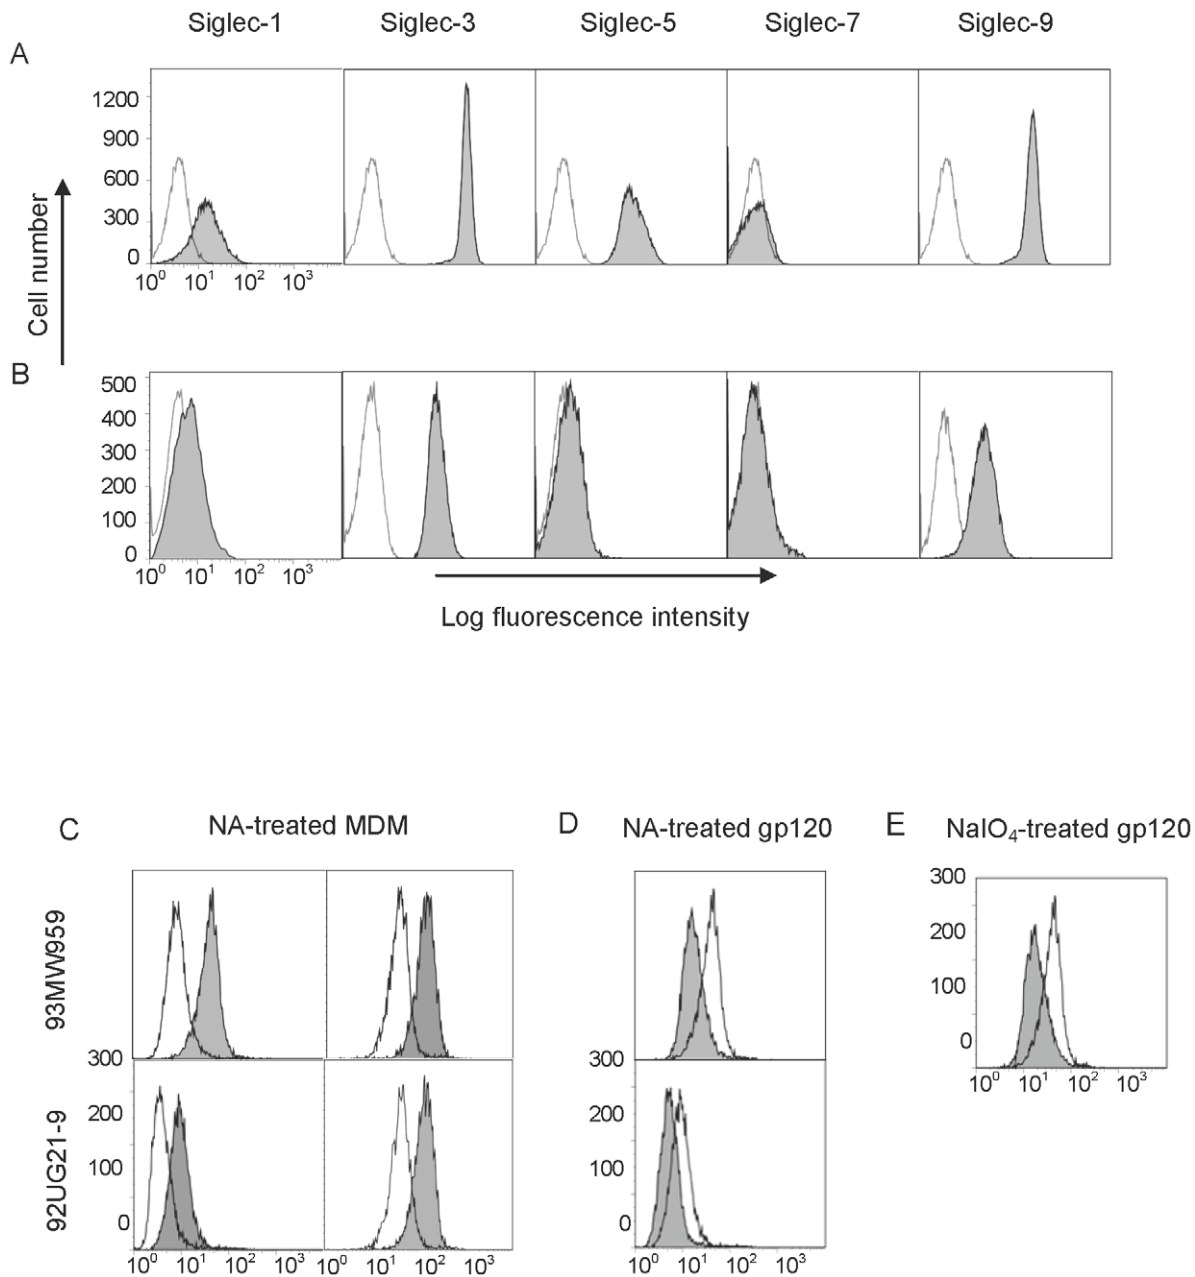 Siglec-1 Siglec-3 Siglec-5 Siglec-7 Siglec-9
A
1200
900
600
300
0
10⁰ 10¹ 10² 10³
Cell number
B
500
400
300
200
100
0
10⁰ 10¹ 10² 10³
Log fluorescence intensity
C NA-treated MDM
93MW959
300
92UG21-9
200
100
0
10⁰ 10¹ 10² 10³ 10⁰ 10¹ 10² 10³
D NA-treated gp120
300
200
100
0
10⁰ 10¹ 10² 10³
E NaIO₄-treated gp120
300
200
100
0
10⁰ 10¹ 10² 10³